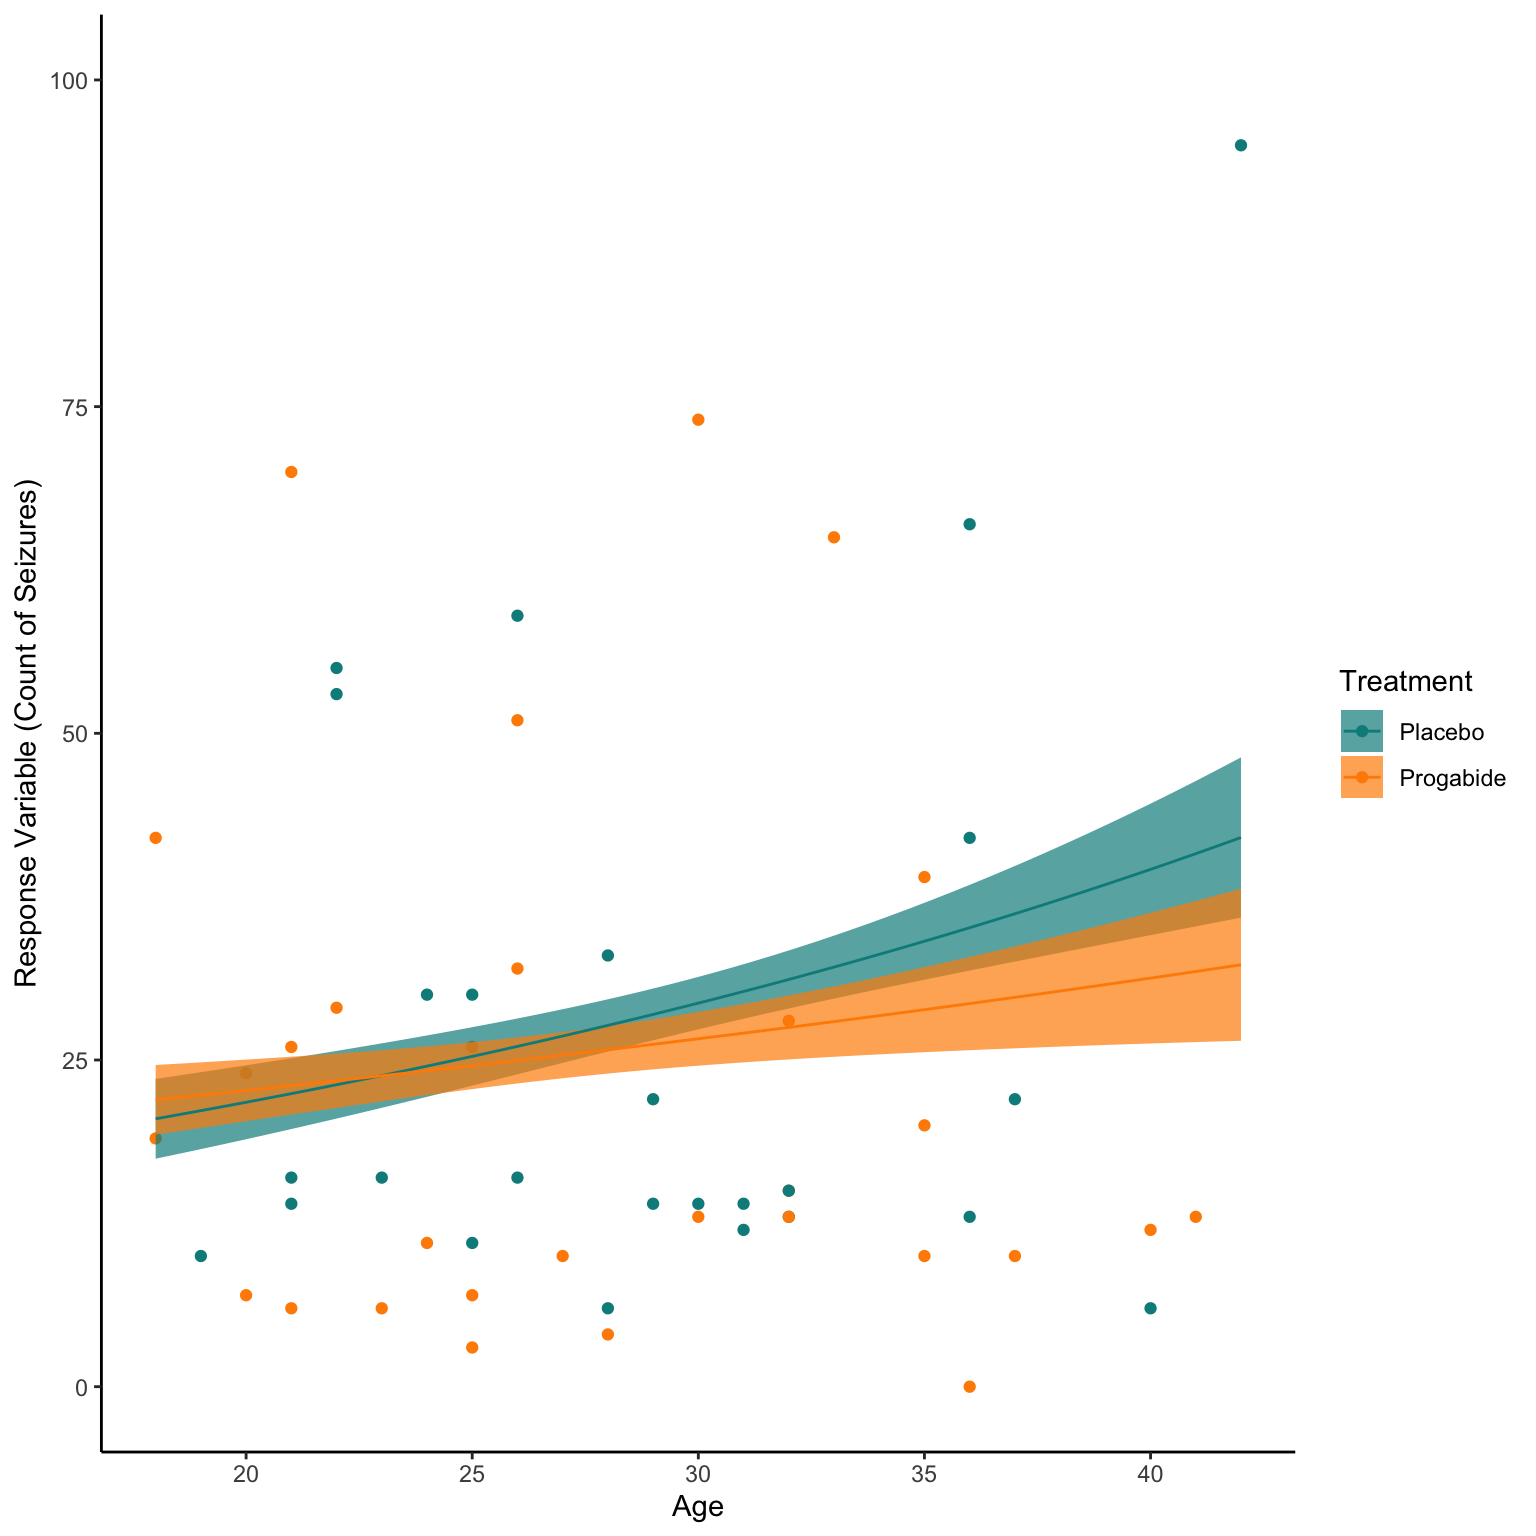 100
75
50
25
0
Response Variable (Count of Seizures)
20 25 30 35 40
Age
Treatment
Placebo
Progabide